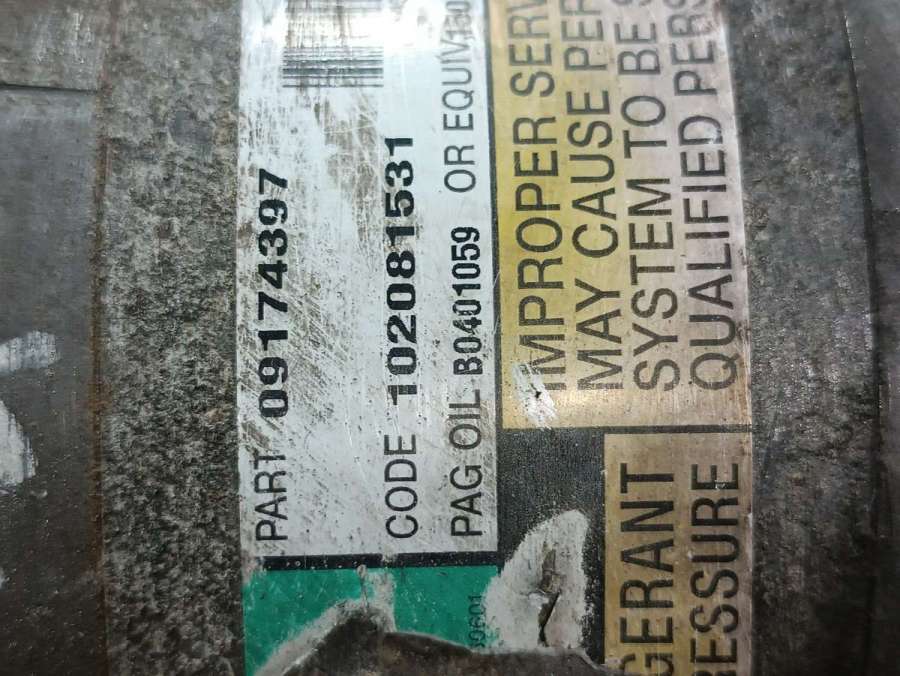 PART 09174397
CODE 10208531
PAG OIL B0401059 OR EQUIV
IMPROPER SERV
MAY CAUSE PER
SYSTEM TO BE S
QUALIFIED PERS
GERANT
ESSURE